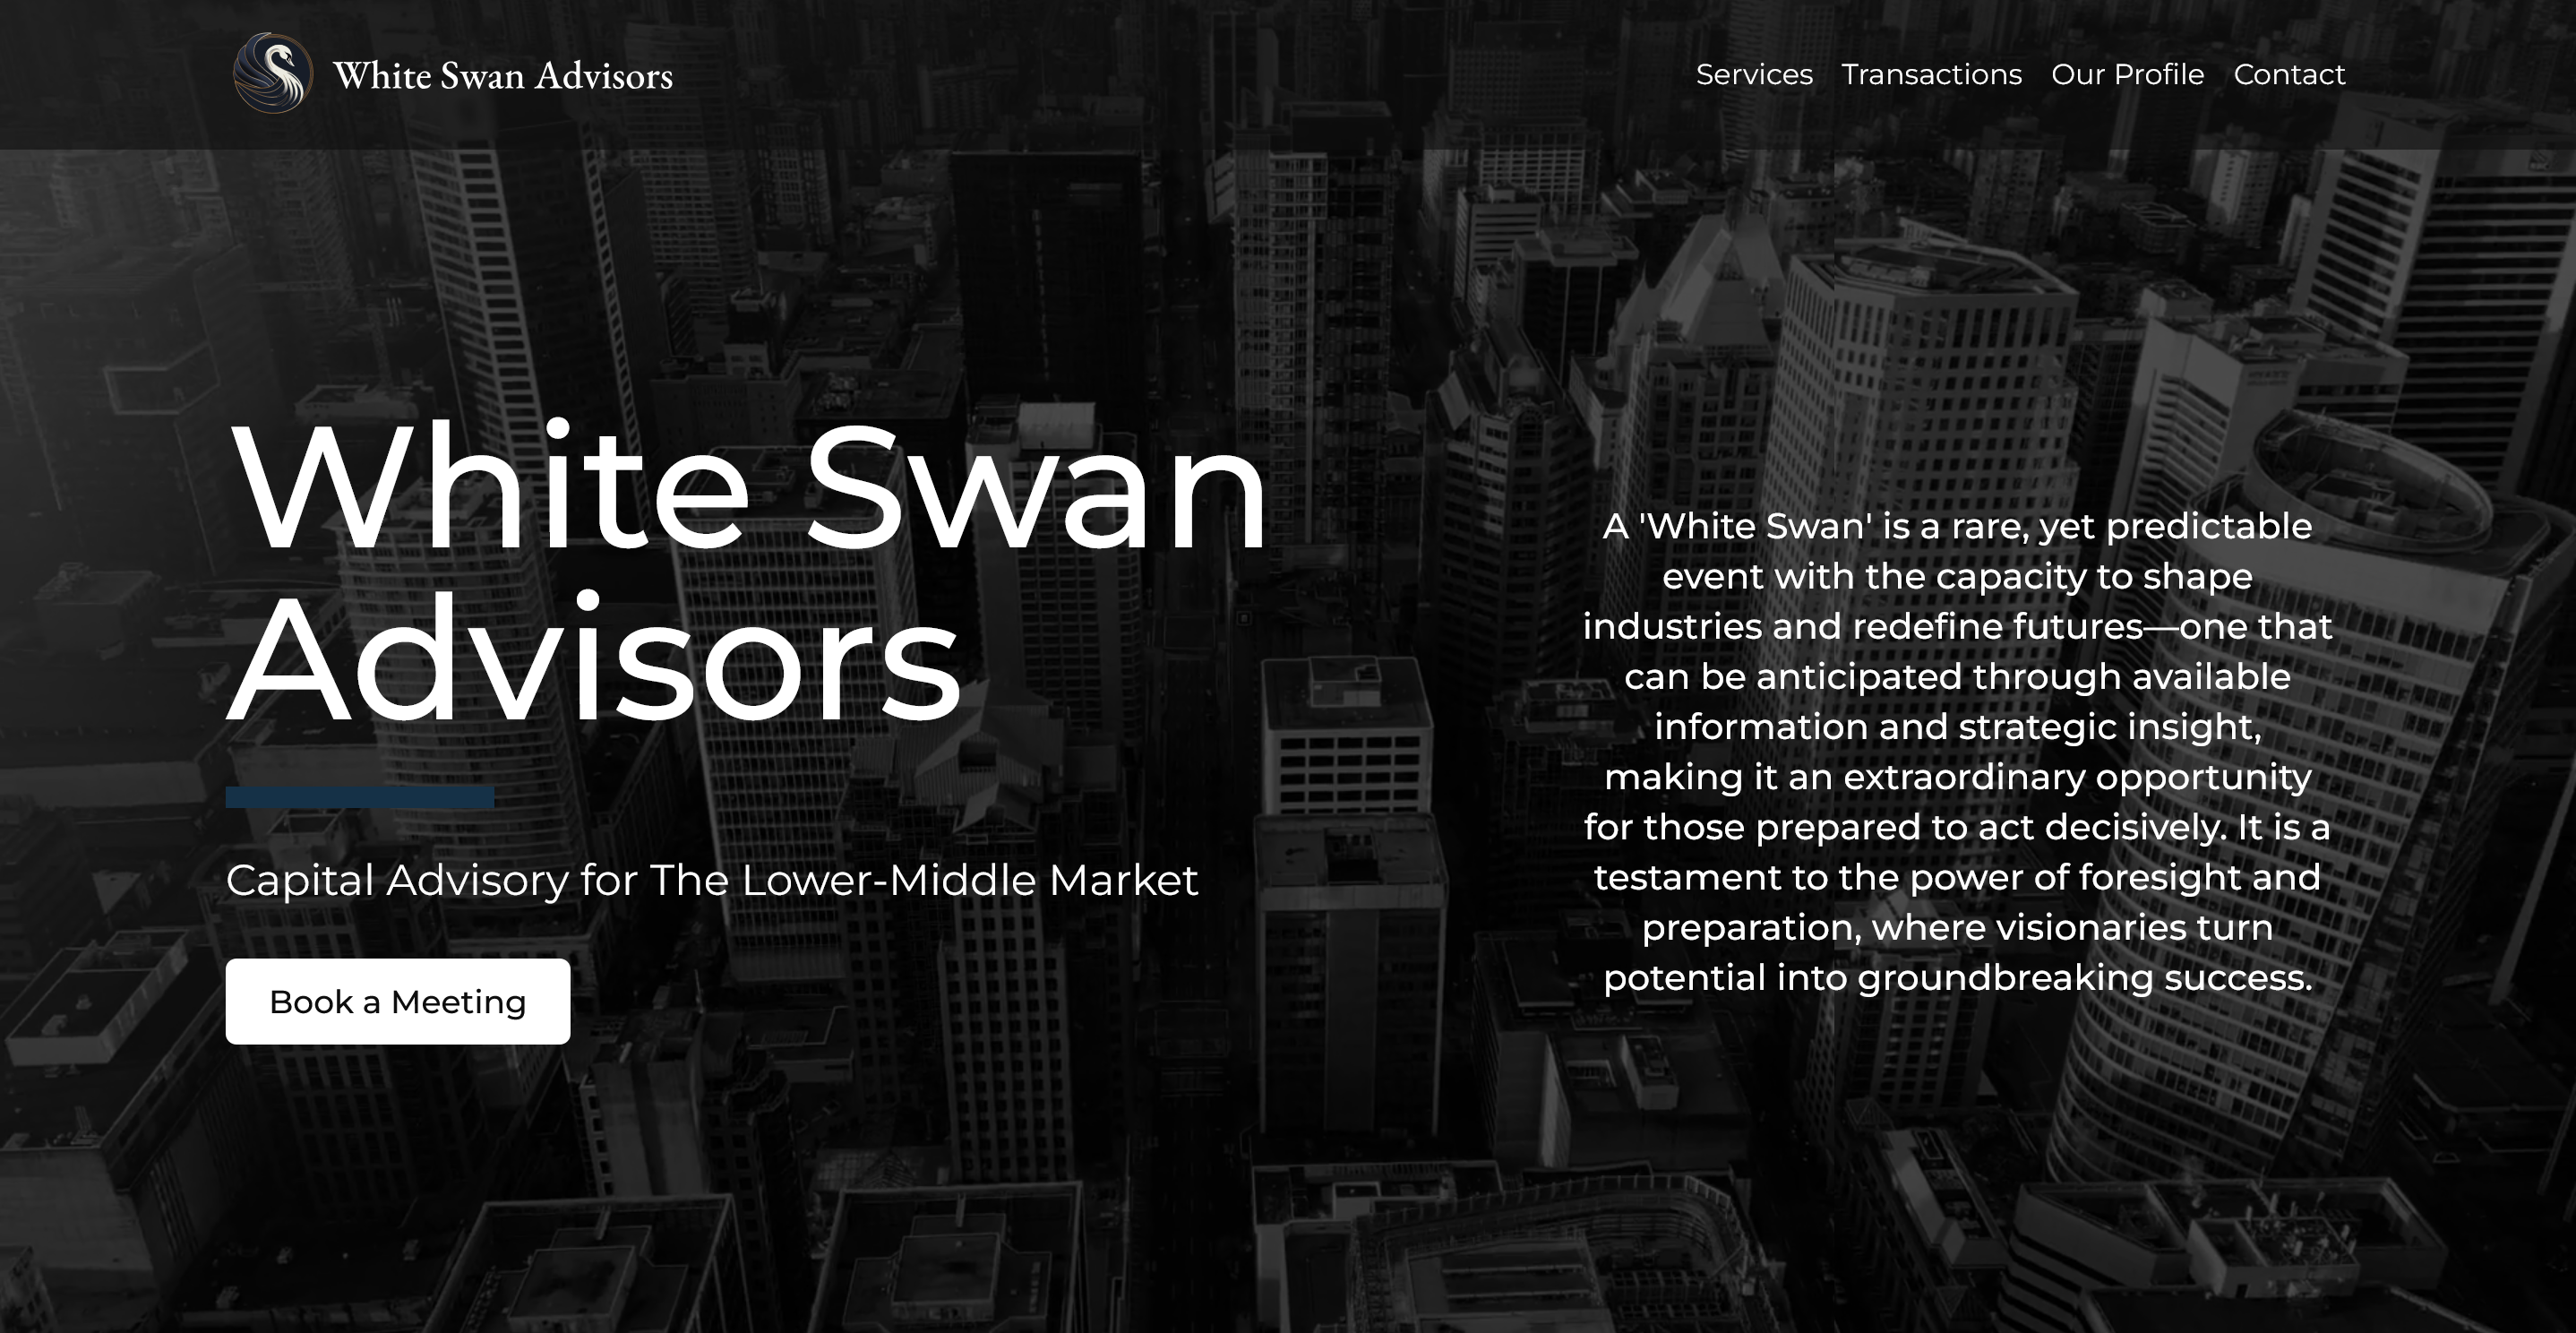 White Swan Advisors
Services Transactions Our Profile Contact
White Swan
Advisors
Capital Advisory for The Lower-Middle Market
Book a Meeting
A 'White Swan' is a rare, yet predictable
event with the capacity to shape
industries and redefine futures—one that
can be anticipated through available
information and strategic insight,
making it an extraordinary opportunity
for those prepared to act decisively. It is a
testament to the power of foresight and
preparation, where visionaries turn
potential into groundbreaking success.